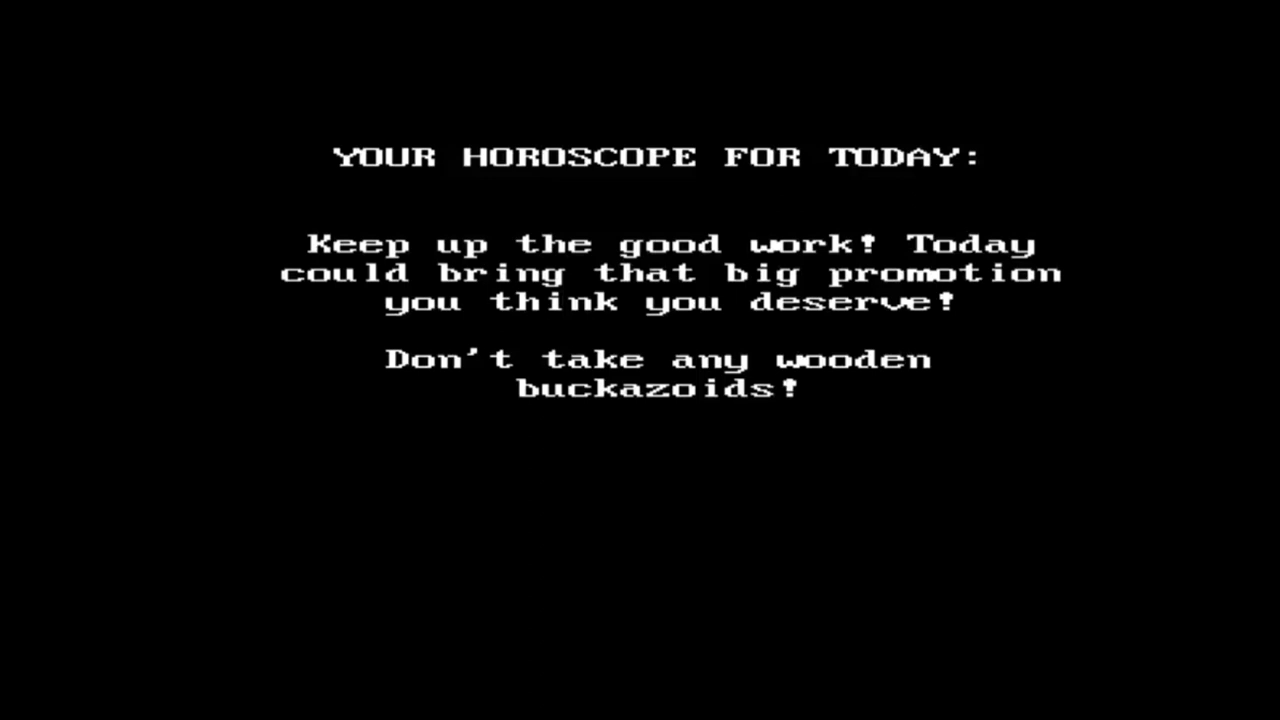 YOUR HOROSCOPE FOR TODAY:
Keep up the good work! Today
could bring that big promotion
you think you deserve!
Don't take any wooden
buckazoids!